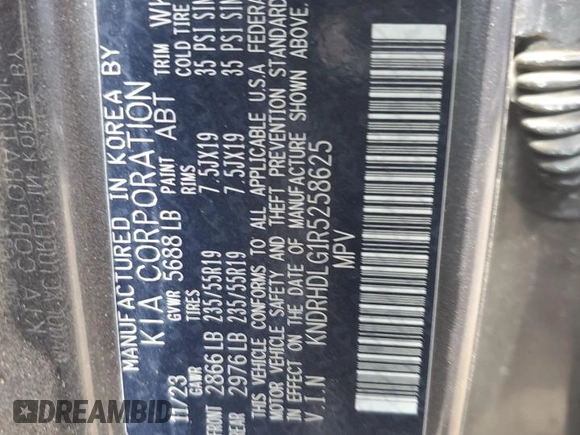 MANUFACTURED IN KOREA BY
KIA CORPORATION
11/23 GVWR 5688 LB PAINT ABT TRIM
GAWR TIRES RIMS COLD TIRE
FRONT 2866 LB 235/55R19 7.5JX19 35 PSI
REAR 2976 LB 235/55R19 7.5JX19 35 PSI
THIS VEHICLE CONFORMS TO ALL APPLICABLE U.S.A FEDERAL
MOTOR VEHICLE SAFETY AND THEFT PREVENTION STANDARD
IN EFFECT ON THE DATE OF MANUFACTURE SHOWN ABOVE.
V.I.N KNDRHDLG1R5258625
MPV
DREAMBID